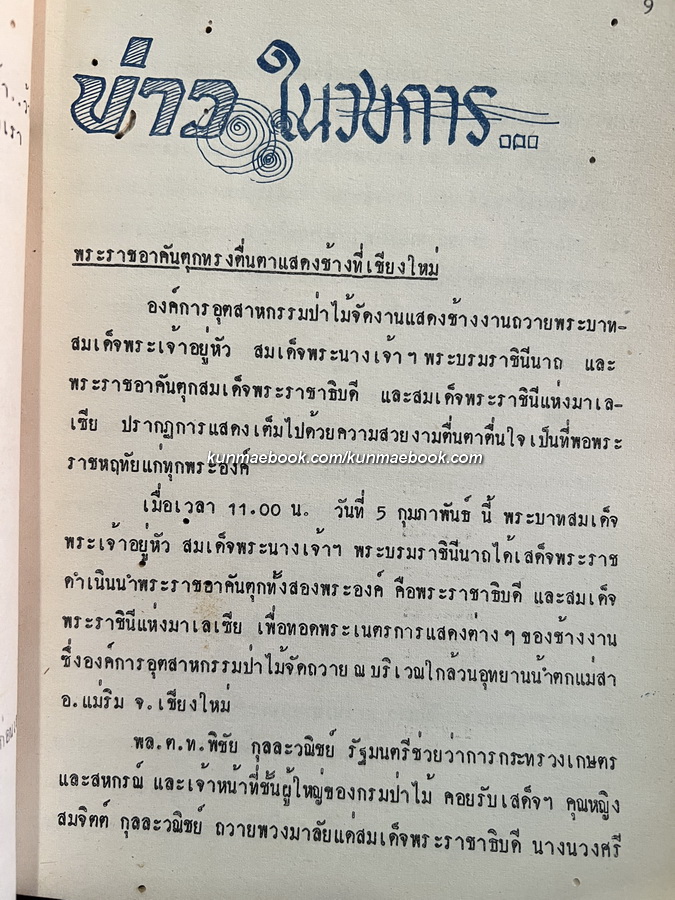 9
ข่าว ในวงการ...
พระราชอาคันตุกทรงตื่นตาแสดงช้างที่เชียงใหม่
องค์การอุตสาหกรรมป่าไม้จัดงานแสดงช้างงานถวายพระบาท-
สมเด็จพระเจ้าอยู่หัว สมเด็จพระนางเจ้าฯ พระบรมราชินีนาถ และ
พระราชอาคันตุกสมเด็จพระราชาธิบดี และสมเด็จพระราชินีแห่งมาเล-
เซีย ปรากฏการแสดงเต็มไปด้วยความสวยงามตื่นตาตื่นใจเป็นที่พอพระ
ราชหฤทัยแก่ทุกพระองค์
kunmaebook.com/kunmaebook.com
เมื่อเวลา 11.00 น. วันที่ 5 กุมภาพันธ์ นี้ พระบาทสมเด็จ
พระเจ้าอยู่หัว สมเด็จพระนางเจ้าฯ พระบรมราชินีนาถได้เสด็จพระราช
ดำเนินนำพระราชอาคันตุกทั้งสองพระองค์ คือพระราชาธิบดี และสมเด็จ
พระราชินีแห่งมาเลเซีย เพื่อทอดพระเนตรการแสดงต่างๆของช้างงาน
ซึ่งองค์การอุตสาหกรรมป่าไม้จัดถวาย ณ บริเวณใกล้วนอุทยานน้ำตกแม่สา
อ.แม่ริม จ.เชียงใหม่
พล.ต.ท.พิชัย กุลละวณิชย์ รัฐมนตรีช่วยว่าการกระทรวงเกษตร
และสหกรณ์ และเจ้าหน้าที่ชั้นผู้ใหญ่ของกรมป่าไม้ คอยรับเสด็จฯ คุณหญิง
สมจิตต์ กุลละวณิชย์ ถวายพวงมาลัยแด่สมเด็จพระราชาธิบดี นางนวงศรี